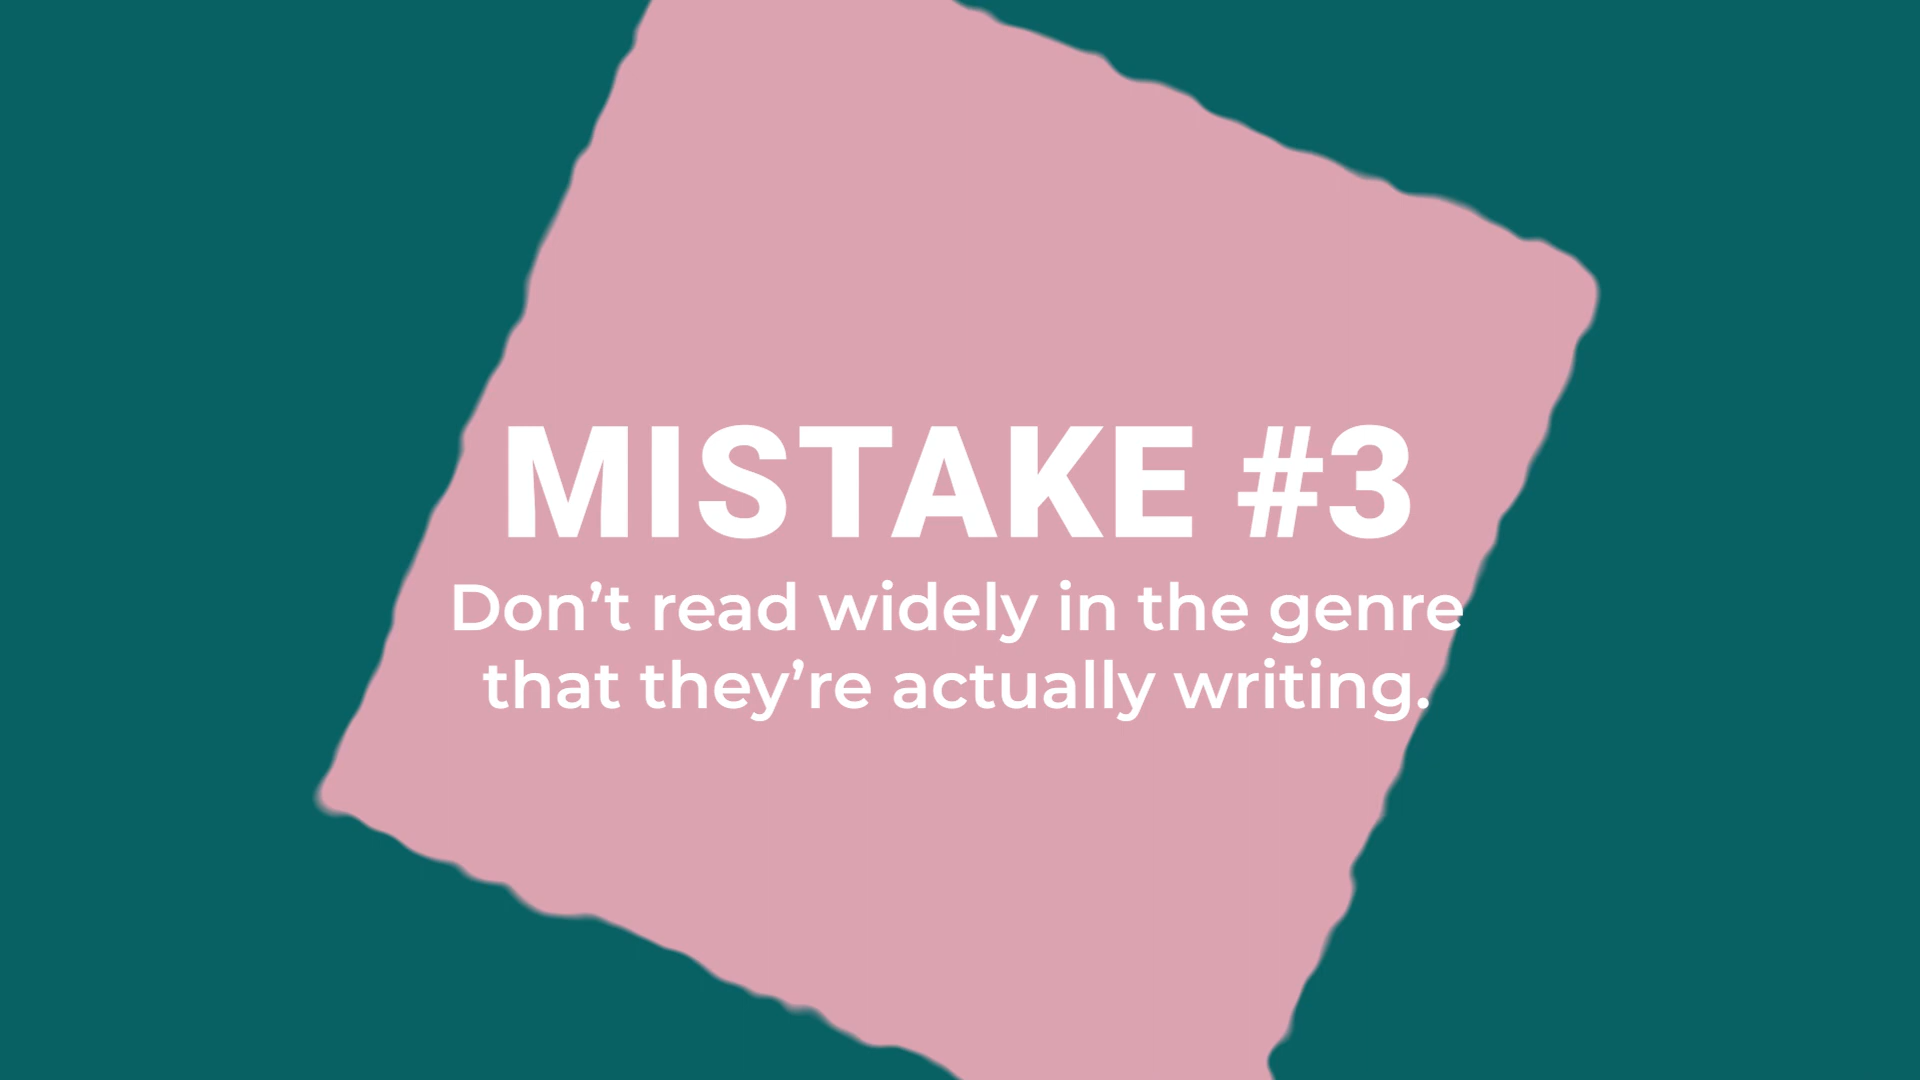 MISTAKE #3
Don’t read widely in the genre
that they’re actually writing.